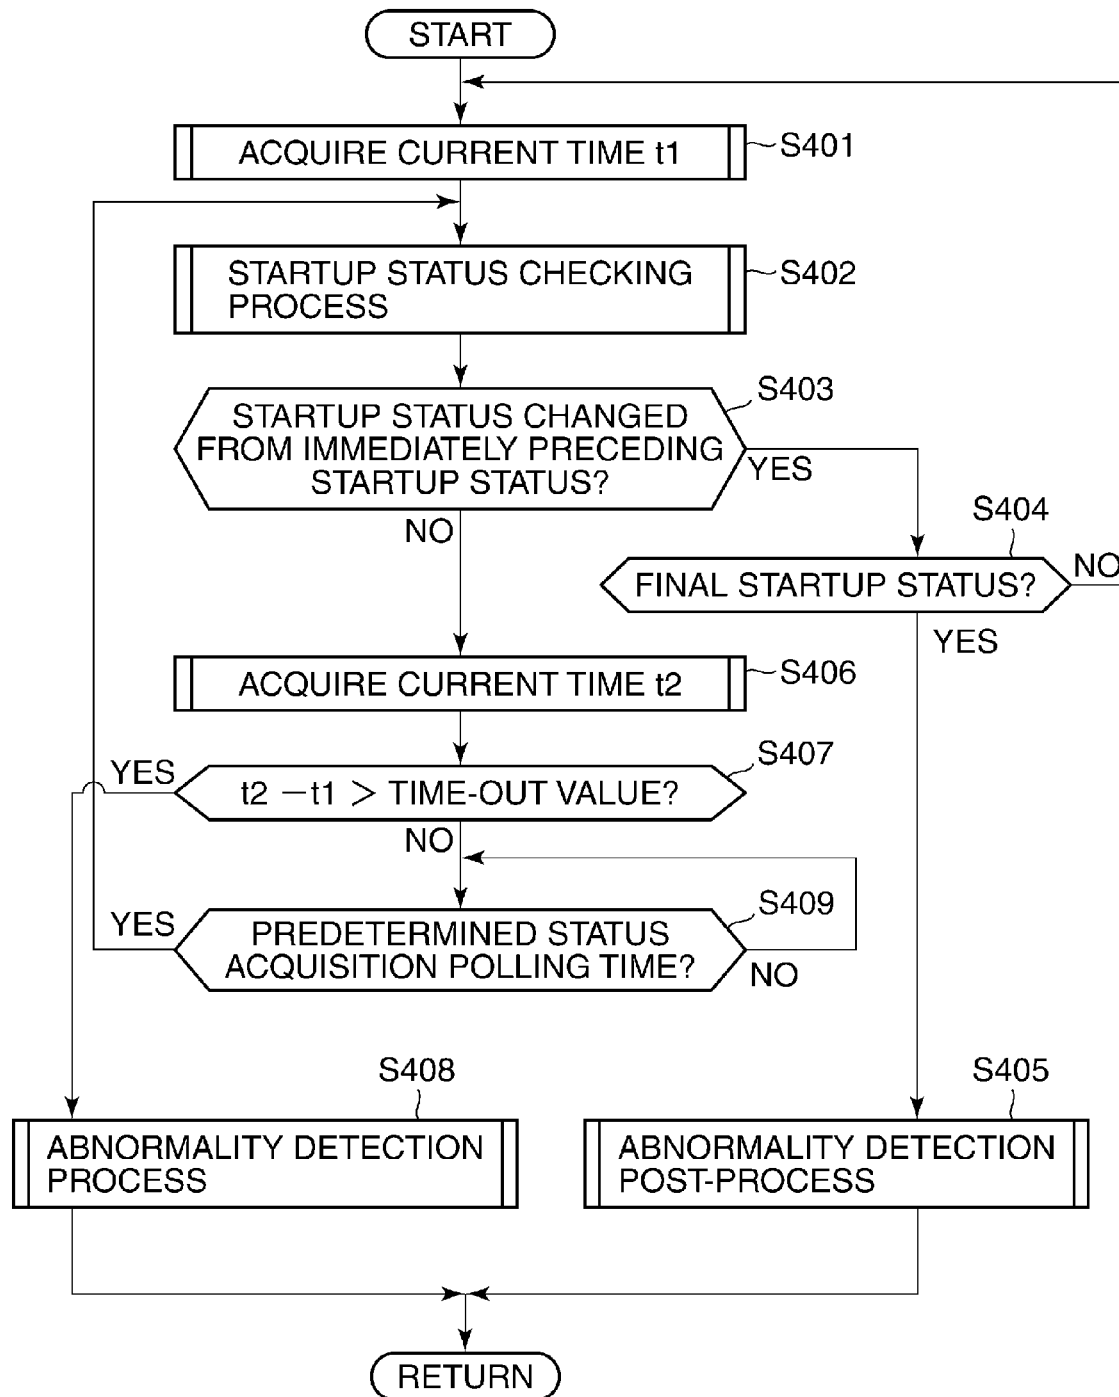 START
ACQUIRE CURRENT TIME t1
S401
STARTUP STATUS CHECKING
PROCESS
S402
STARTUP STATUS CHANGED
FROM IMMEDIATELY PRECEDING
STARTUP STATUS?
S403
YES
NO
S404
FINAL STARTUP STATUS?
NO
YES
ACQUIRE CURRENT TIME t2
S406
S407
YES
t2 －t1 ＞ TIME-OUT VALUE?
NO
S409
YES
PREDETERMINED STATUS
ACQUISITION POLLING TIME?
NO
S408
ABNORMALITY DETECTION
PROCESS
S405
ABNORMALITY DETECTION
POST-PROCESS
RETURN